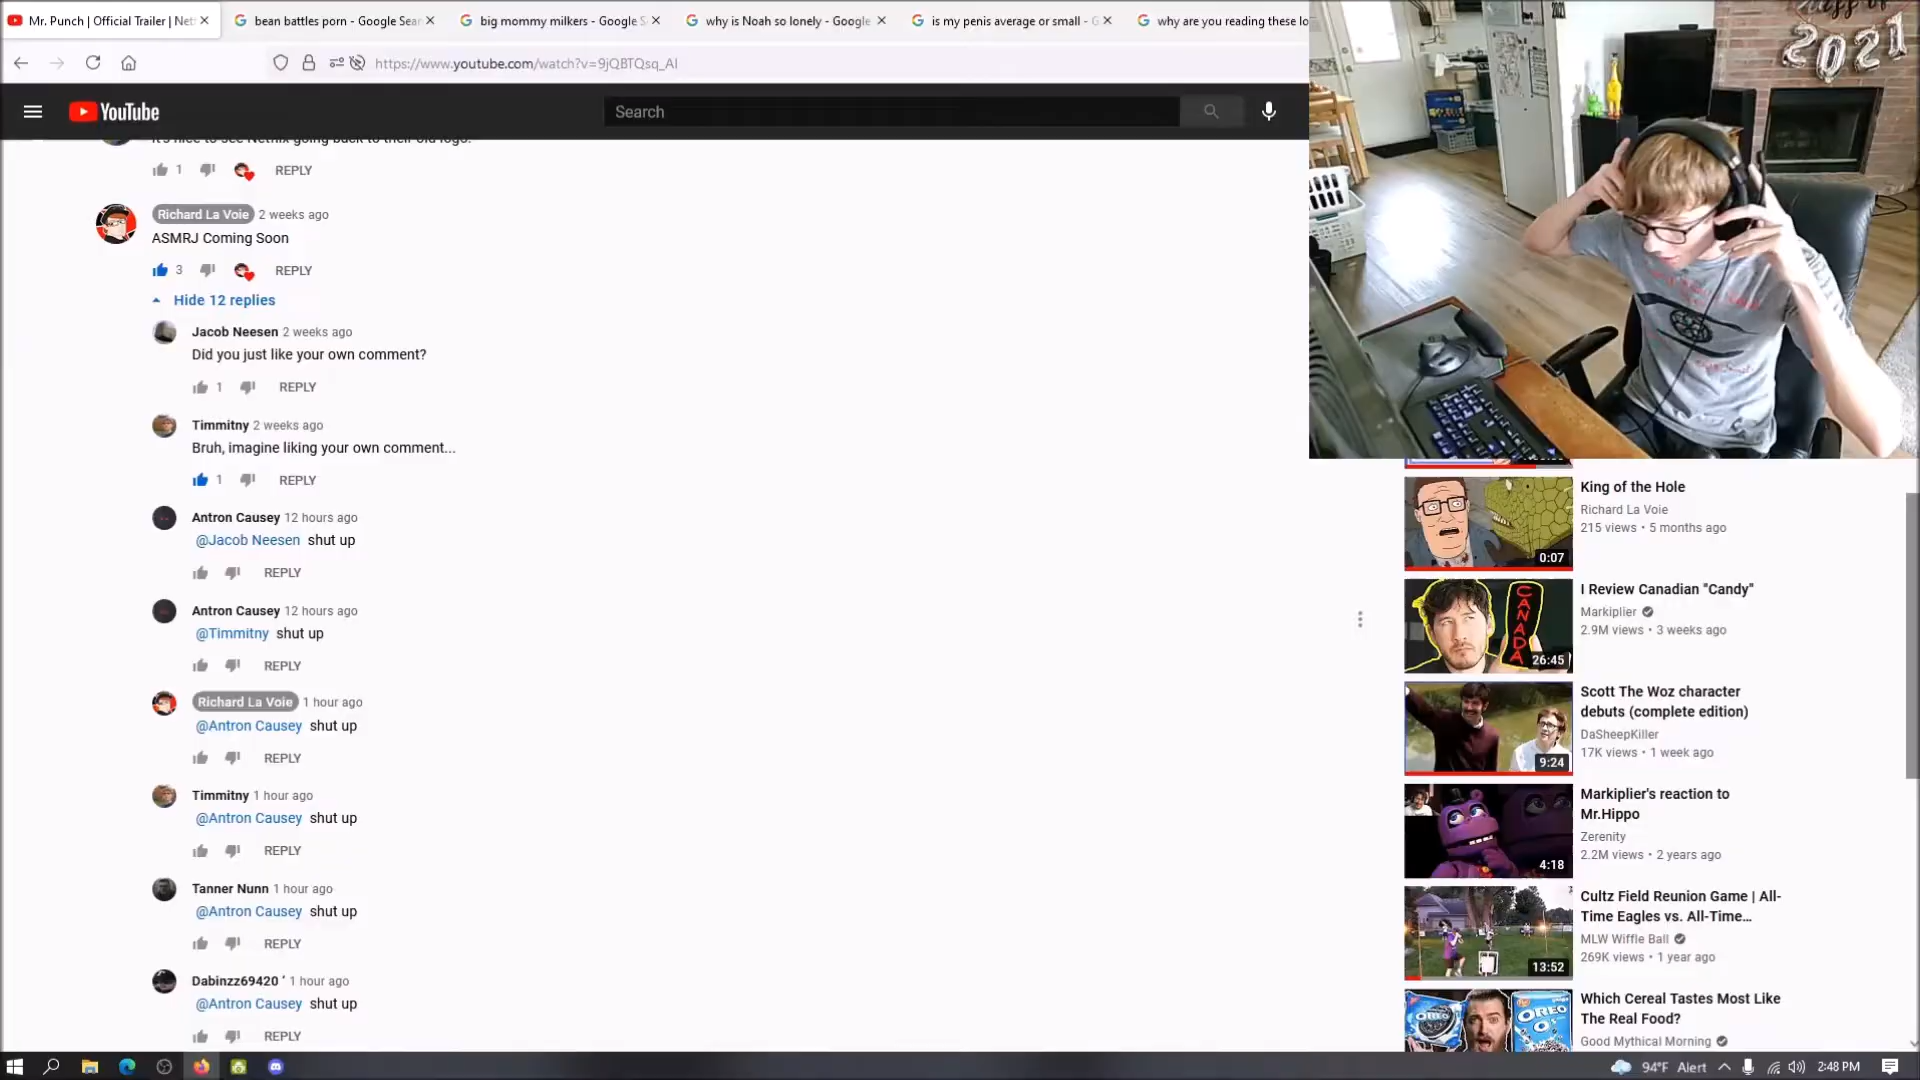 Mr. Punch | Official Trailer | Net
bean battles porn - Google Sear
big mommy milkers - Google S
why is Noah so lonely - Google
is my penis average or small - G
why are you reading these lo
https://www.youtube.com/watch?v=9jQBTQsq_AI
YouTube
Search
It's nice to see Netflix going back to their old logo.
1 REPLY
Richard La Voie 2 weeks ago
ASMRJ Coming Soon
3 REPLY
Hide 12 replies
Jacob Neesen 2 weeks ago
Did you just like your own comment?
1 REPLY
Timmitny 2 weeks ago
Bruh, imagine liking your own comment...
1 REPLY
Antron Causey 12 hours ago
@Jacob Neesen shut up
REPLY
Antron Causey 12 hours ago
@Timmitny shut up
REPLY
Richard La Voie 1 hour ago
@Antron Causey shut up
REPLY
Timmitny 1 hour ago
@Antron Causey shut up
REPLY
Tanner Nunn 1 hour ago
@Antron Causey shut up
REPLY
Dabinzz69420 ´ 1 hour ago
@Antron Causey shut up
REPLY
2021
King of the Hole
Richard La Voie
215 views • 5 months ago
0:07
I Review Canadian "Candy"
Markiplier
2.9M views • 3 weeks ago
CANADA
26:45
Scott The Woz character
debuts (complete edition)
DaSheepKiller
17K views • 1 week ago
9:24
Markiplier's reaction to
Mr.Hippo
Zerenity
2.2M views • 2 years ago
4:18
Cultz Field Reunion Game | All-
Time Eagles vs. All-Time...
MLW Wiffle Ball
269K views • 1 year ago
13:52
Which Cereal Tastes Most Like
The Real Food?
Good Mythical Morning
OREO
OREO
O's
94°F Alert
2:48 PM